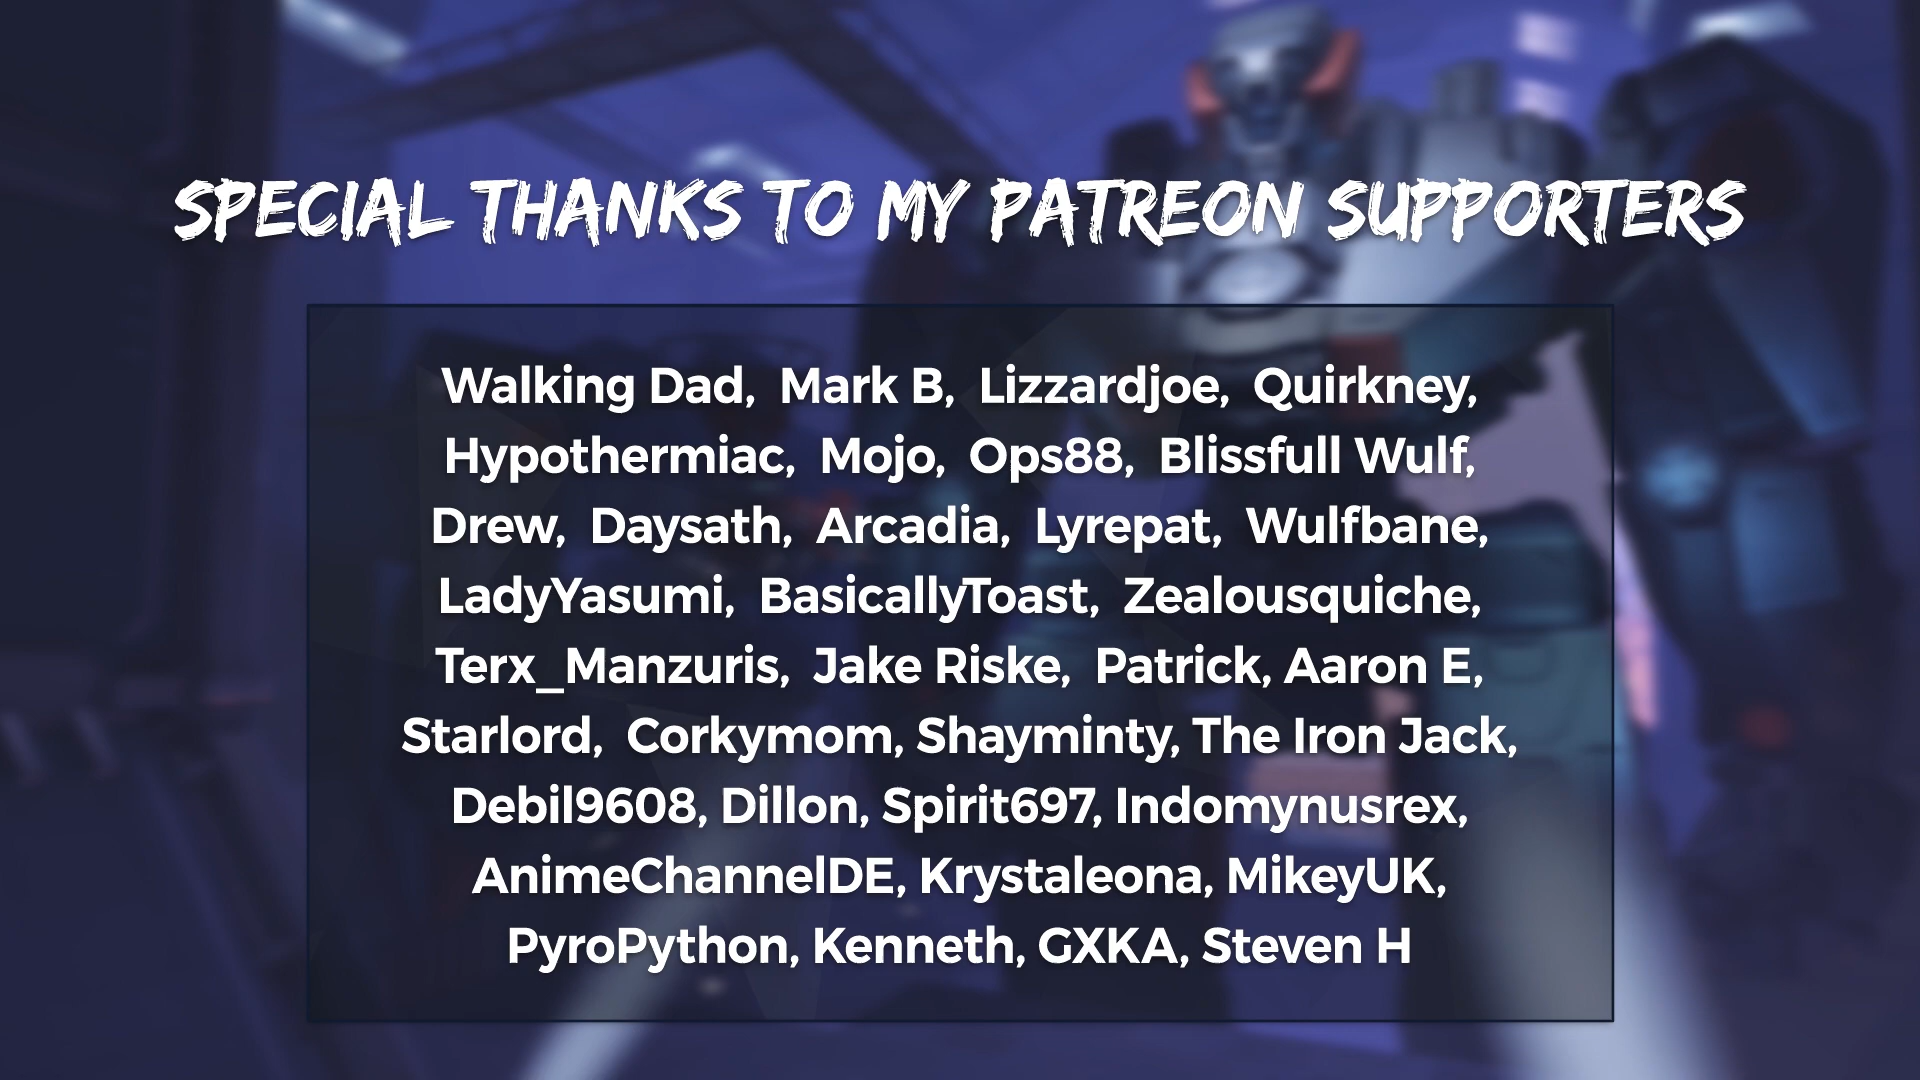 SPECIAL THANKS TO MY PATREON SUPPORTERS
Walking Dad, Mark B, Lizzardjoe, Quirkney,
Hypothermiac, Mojo, Ops88, Blissfull Wulf,
Drew, Daysath, Arcadia, Lyrepat, Wulfbane,
LadyYasumi, BasicallyToast, Zealousquiche,
Terx_Manzuris, Jake Riske, Patrick, Aaron E,
Starlord, Corkymom, Shayminty, The Iron Jack,
Debil9608, Dillon, Spirit697, Indomynusrex,
AnimeChannelDE, Krystaleona, MikeyUK,
PyroPython, Kenneth, GXKA, Steven H